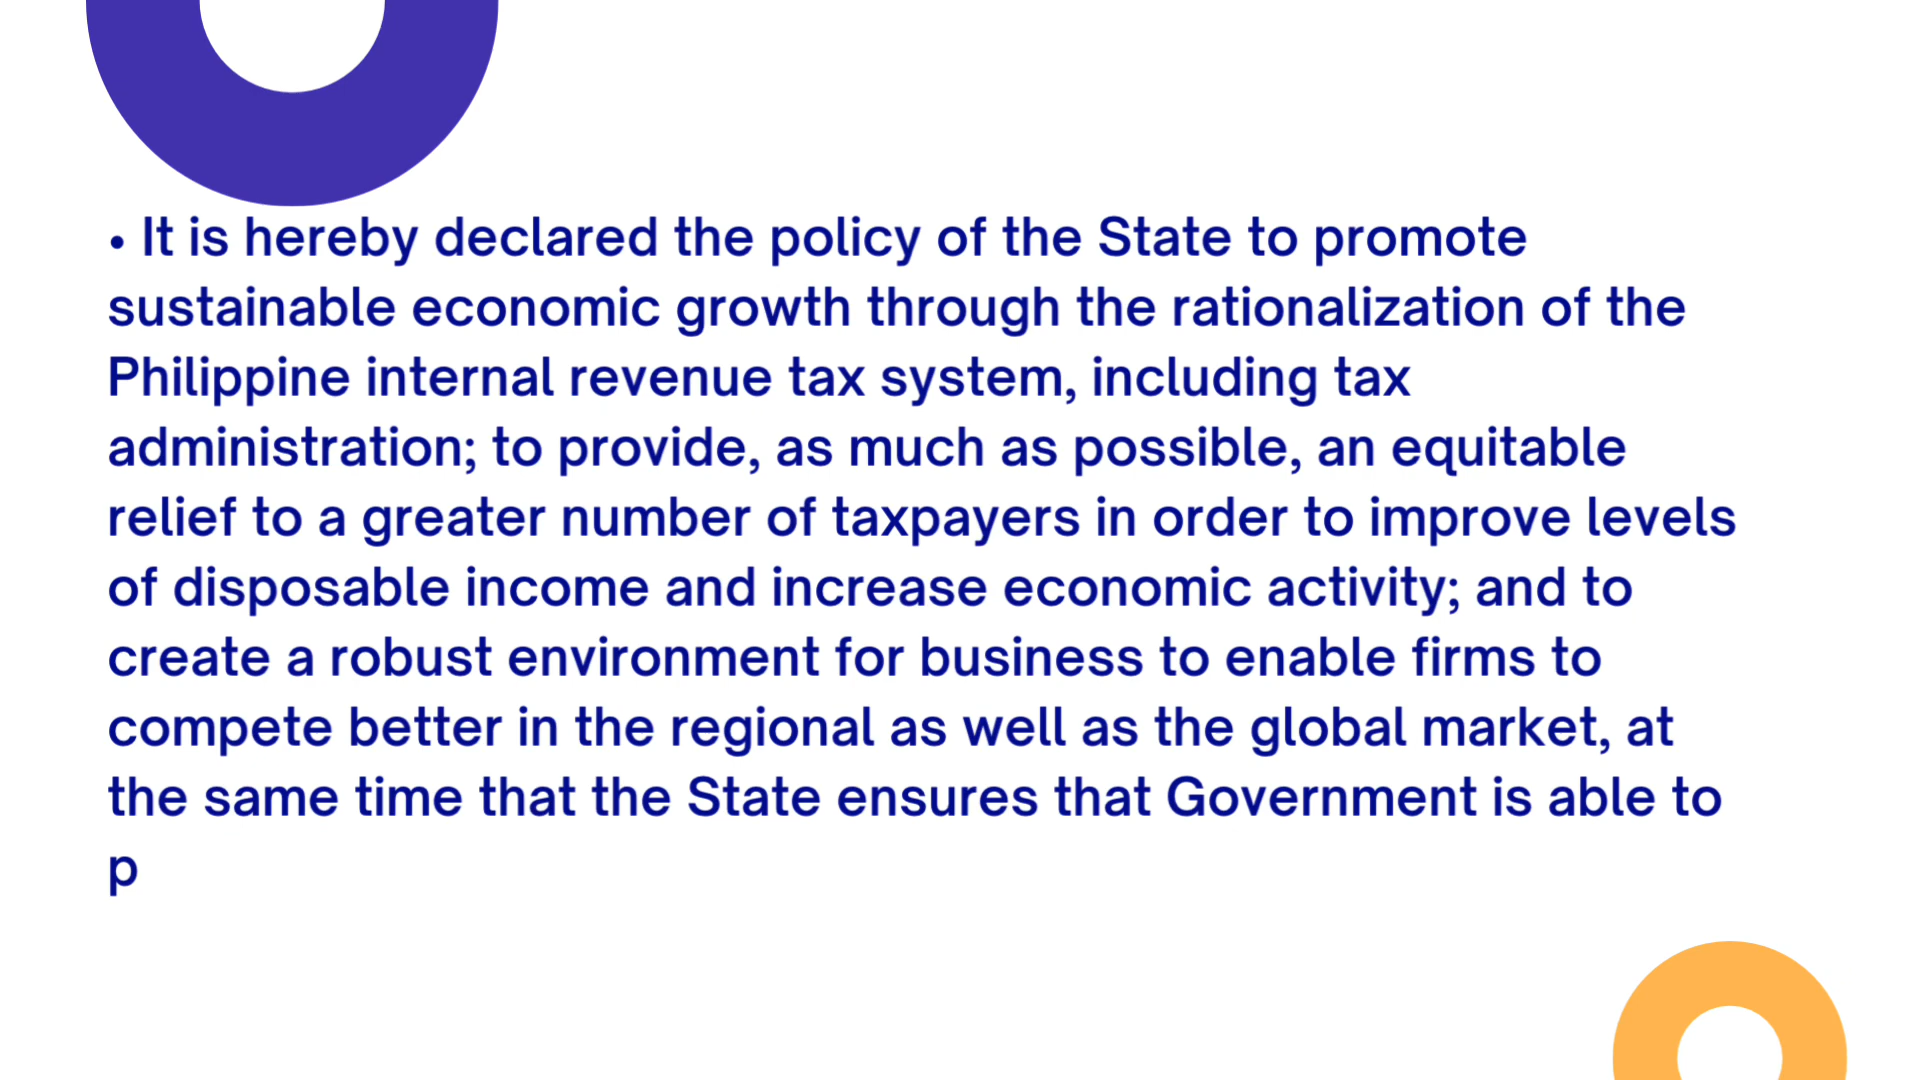 • It is hereby declared the policy of the State to promote
sustainable economic growth through the rationalization of the
Philippine internal revenue tax system, including tax
administration; to provide, as much as possible, an equitable
relief to a greater number of taxpayers in order to improve levels
of disposable income and increase economic activity; and to
create a robust environment for business to enable firms to
compete better in the regional as well as the global market, at
the same time that the State ensures that Government is able to
p